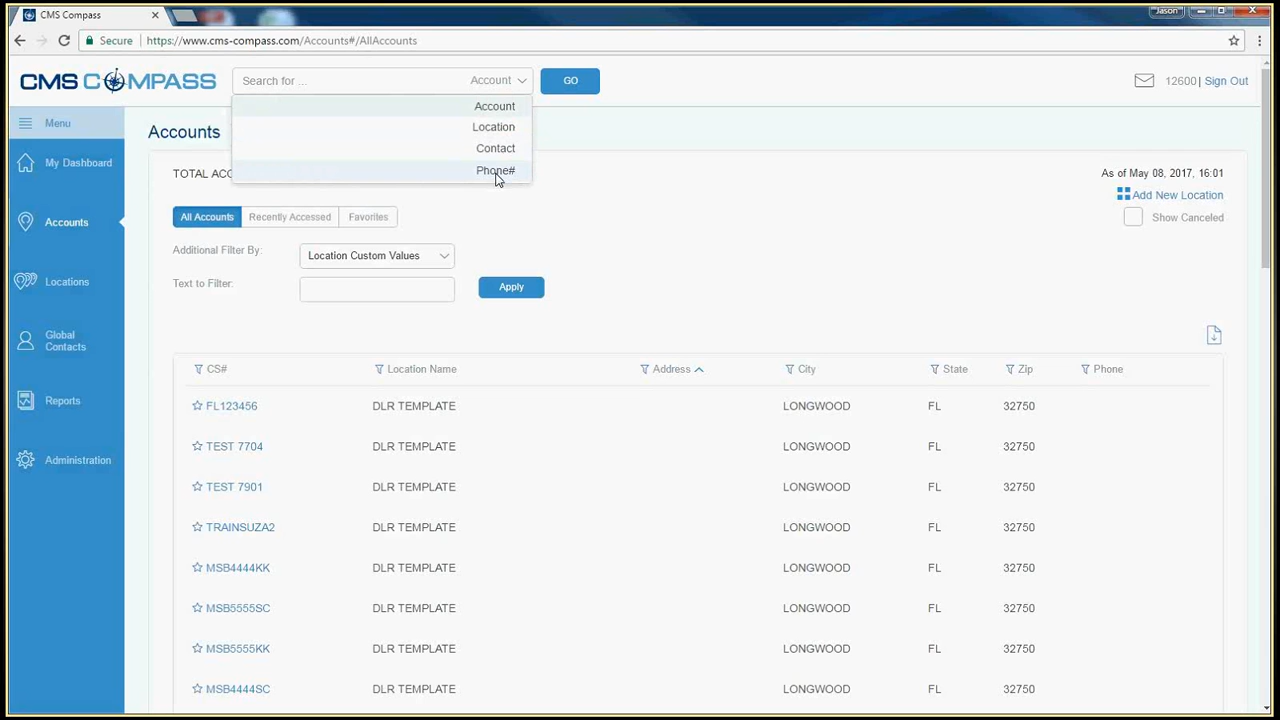 CMS Compass
Jason
Secure https://www.cms-compass.com/Accounts#/AllAccounts
CMS COMPASS
Search for ... Account
GO
12600 | Sign Out
Account
Location
Contact
Phone#
Menu
My Dashboard
Accounts
Locations
Global
Contacts
Reports
Administration
Accounts
TOTAL ACC
As of May 08, 2017, 16:01
Add New Location
Show Canceled
All Accounts Recently Accessed Favorites
Additional Filter By: Location Custom Values
Text to Filter: Apply
CS# Location Name Address City State Zip Phone
FL123456 DLR TEMPLATE LONGWOOD FL 32750
TEST 7704 DLR TEMPLATE LONGWOOD FL 32750
TEST 7901 DLR TEMPLATE LONGWOOD FL 32750
TRAINSUZA2 DLR TEMPLATE LONGWOOD FL 32750
MSB4444KK DLR TEMPLATE LONGWOOD FL 32750
MSB5555SC DLR TEMPLATE LONGWOOD FL 32750
MSB5555KK DLR TEMPLATE LONGWOOD FL 32750
MSB4444SC DLR TEMPLATE LONGWOOD FL 32750